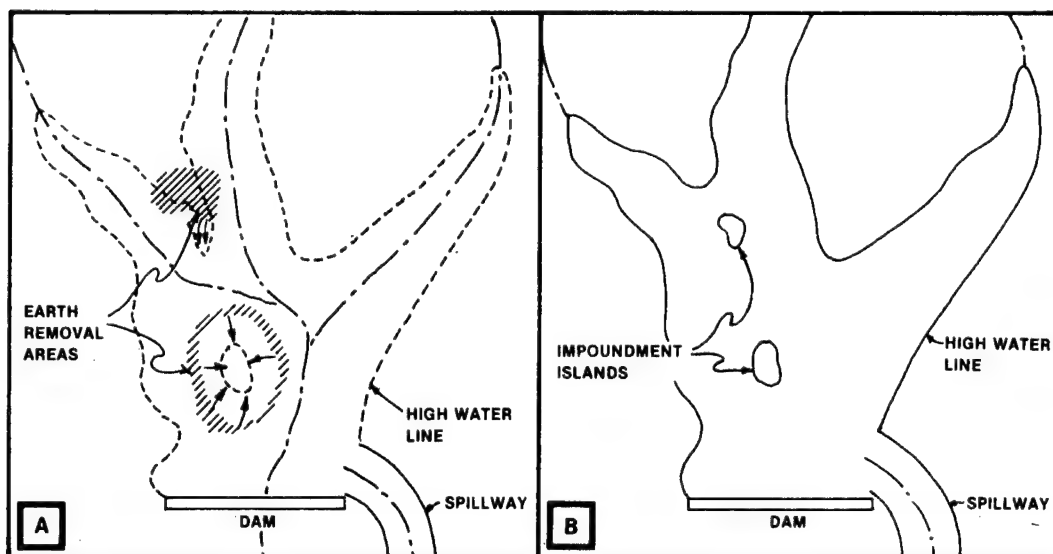 EARTH
REMOVAL
AREAS
HIGH WATER
LINE
SPILLWAY
DAM
A
IMPOUNDMENT
ISLANDS
HIGH WATER
LINE
SPILLWAY
DAM
B